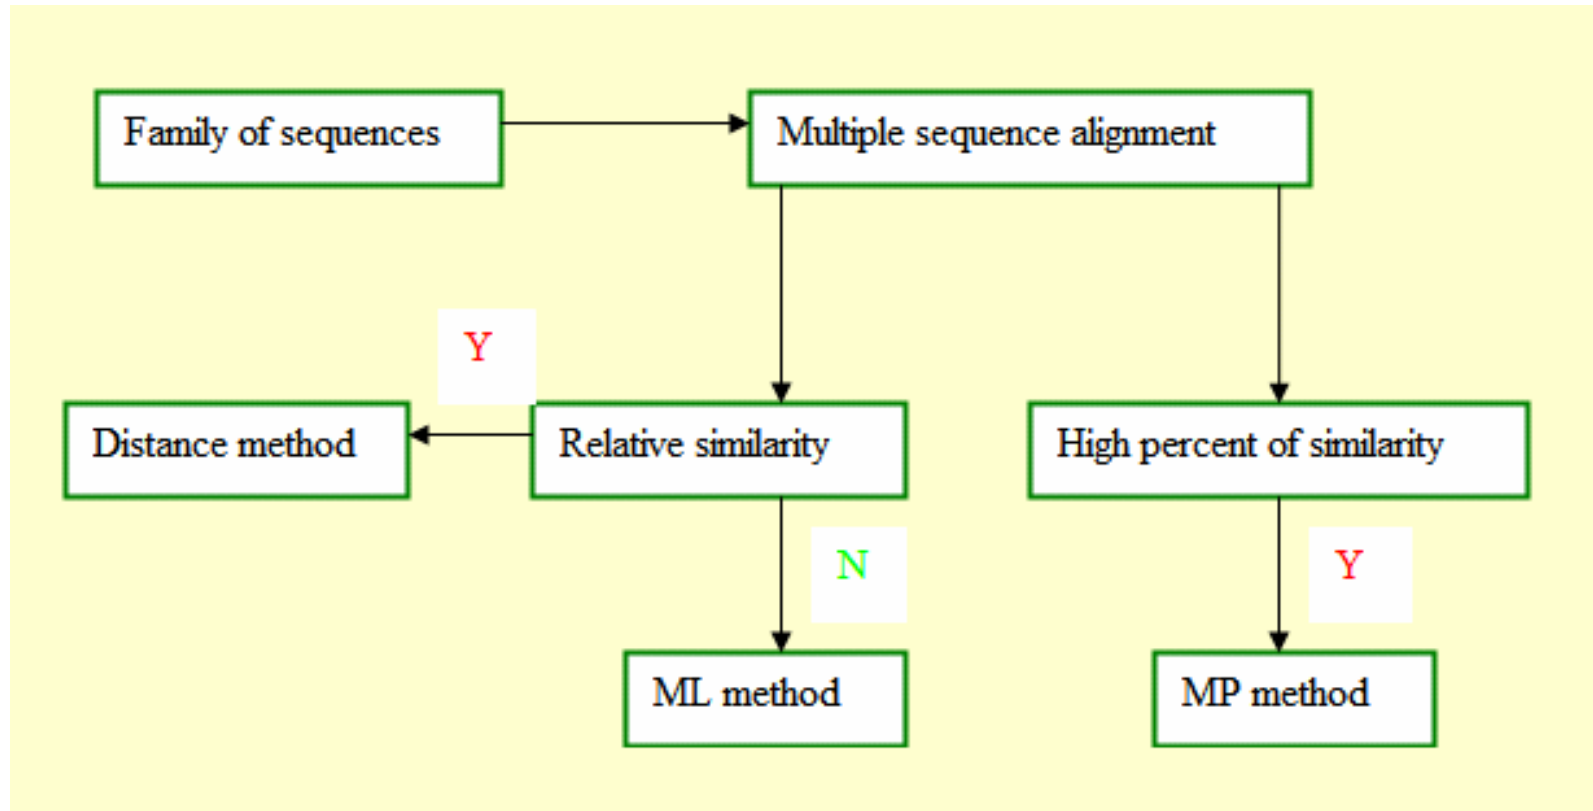 Family of sequences
Multiple sequence alignment
Y
Distance method
Relative similarity
High percent of similarity
N
Y
ML method
MP method